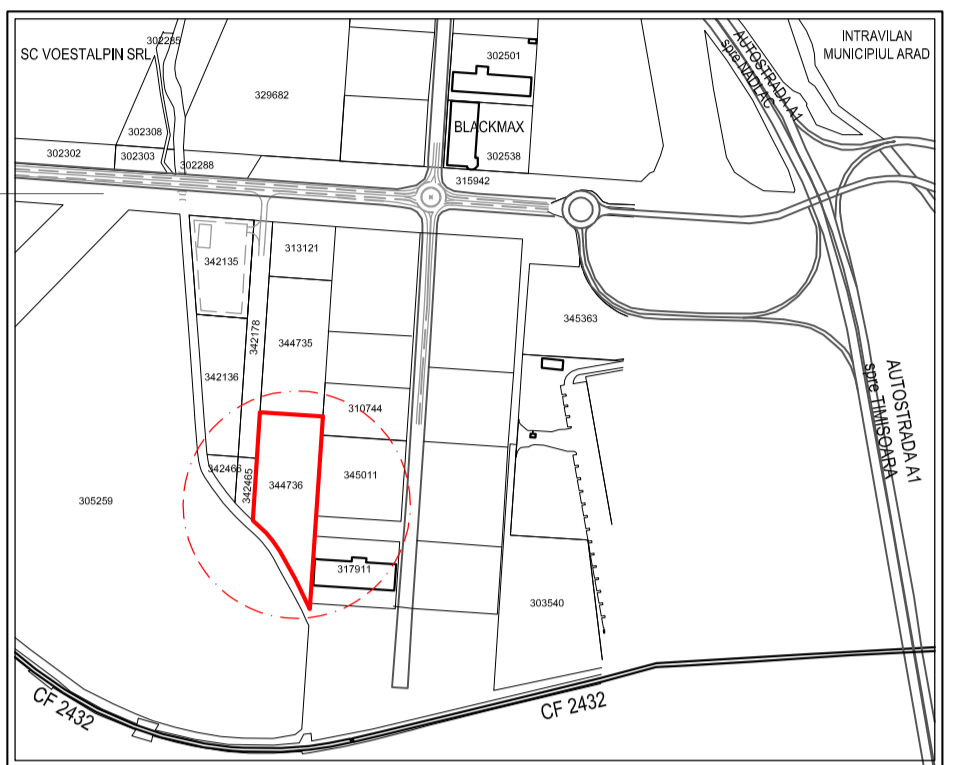 302285
SC VOESTALPIN SRL
INTRAVILAN
MUNICIPIUL ARAD
AUTOSTRADA A1
spre NADLAC
302501
329682
BLACKMAX
302308
302302
302303
302288
302538
315942
342135
313121
342178
344735
345363
342136
310744
AUTOSTRADA A1
spre TIMISOARA
342466
342465
344736
345011
305259
317911
303540
CF 2432
CF 2432